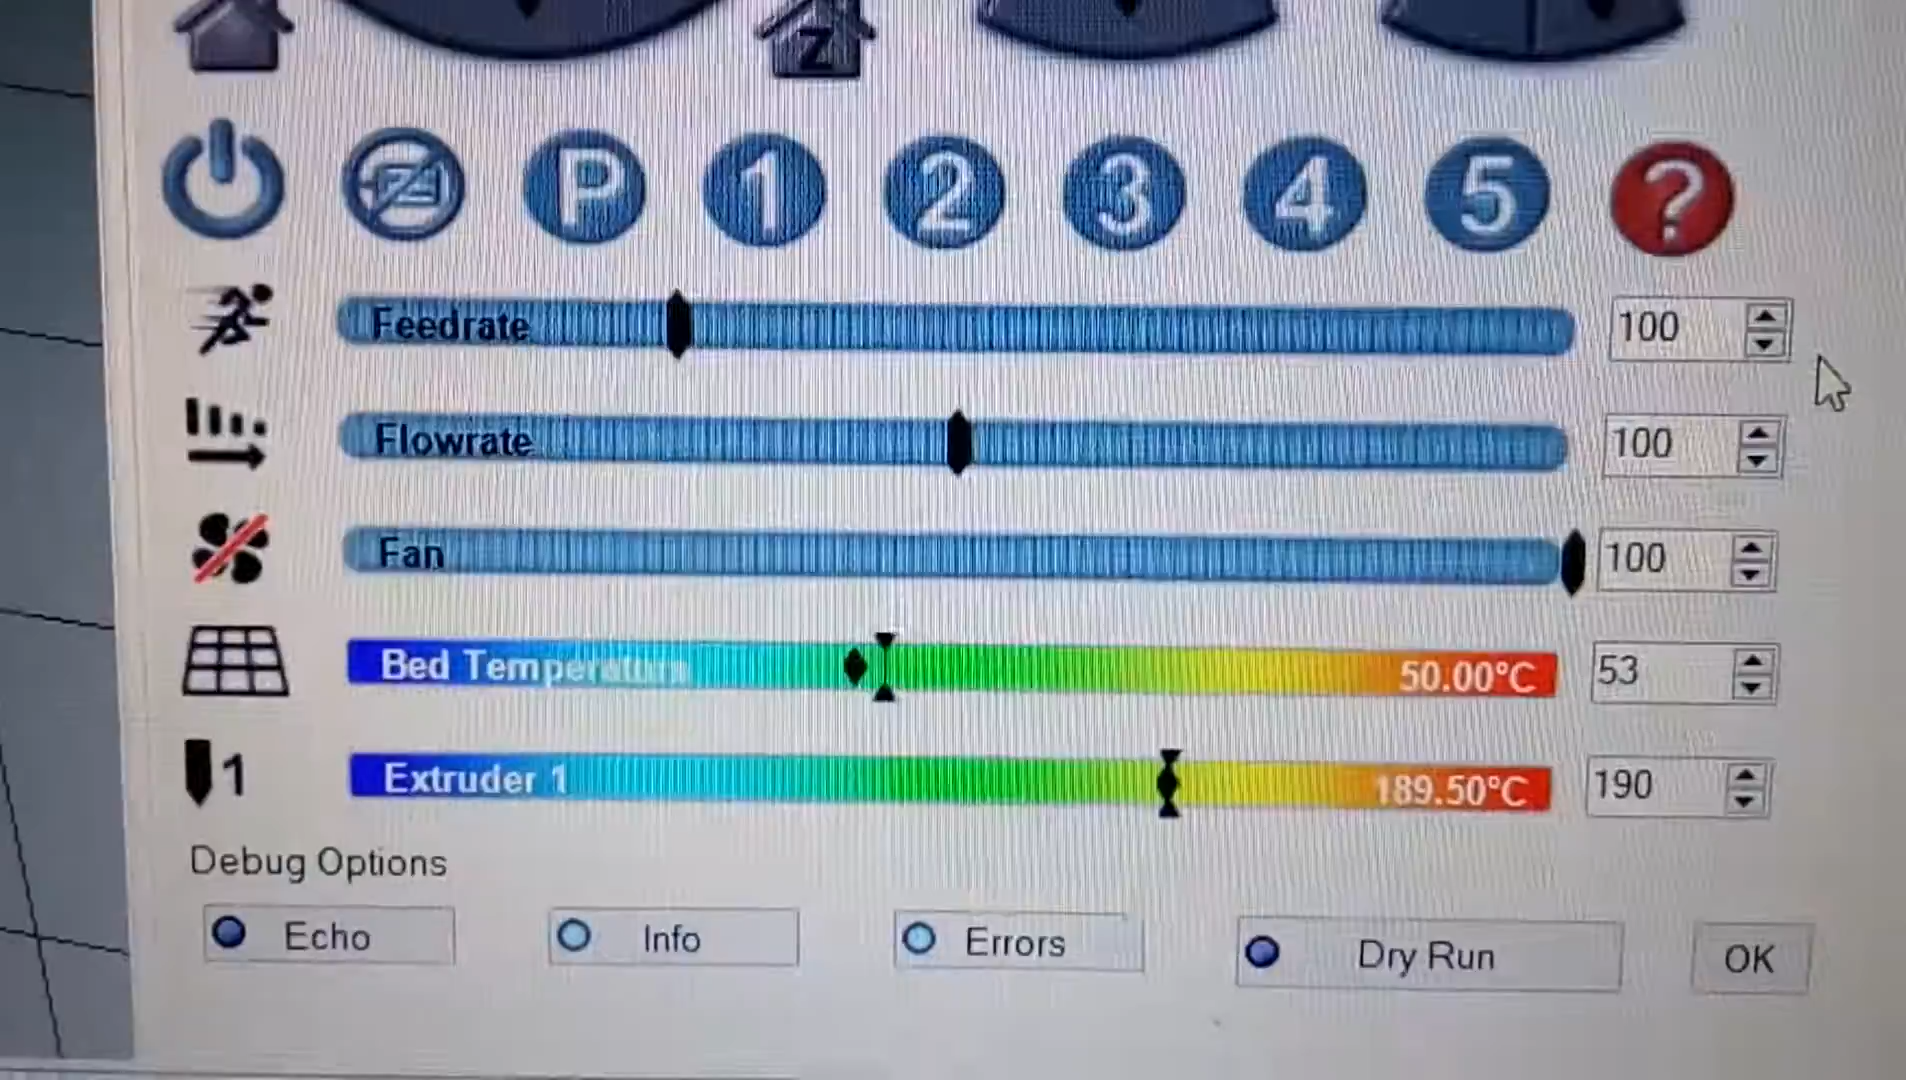 Z
P 1 2 3 4 5 ?
Feedrate 100
Flowrate 100
Fan 100
Bed Temperature 50.00°C 53
1 Extruder 1 189.50°C 190
Debug Options
Echo Info Errors Dry Run OK